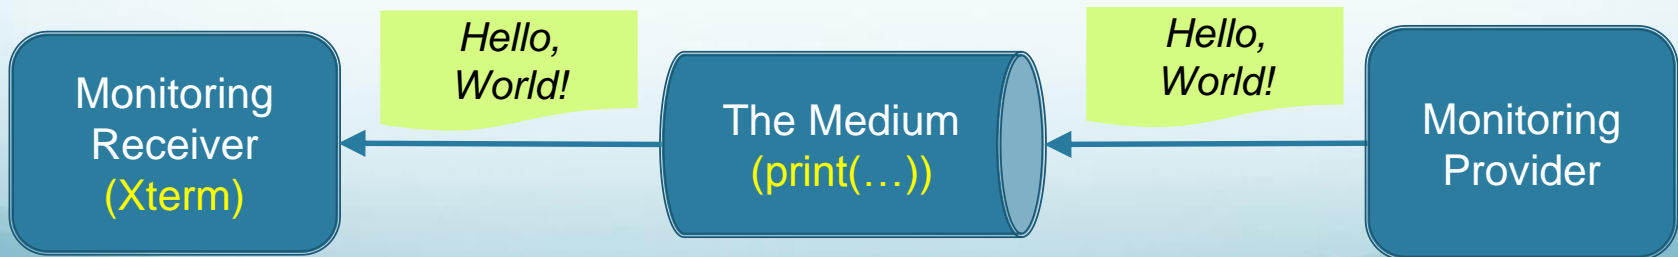 Monitoring
Receiver
(Xterm)
Hello,
World!
The Medium
(print(…))
Hello,
World!
Monitoring
Provider